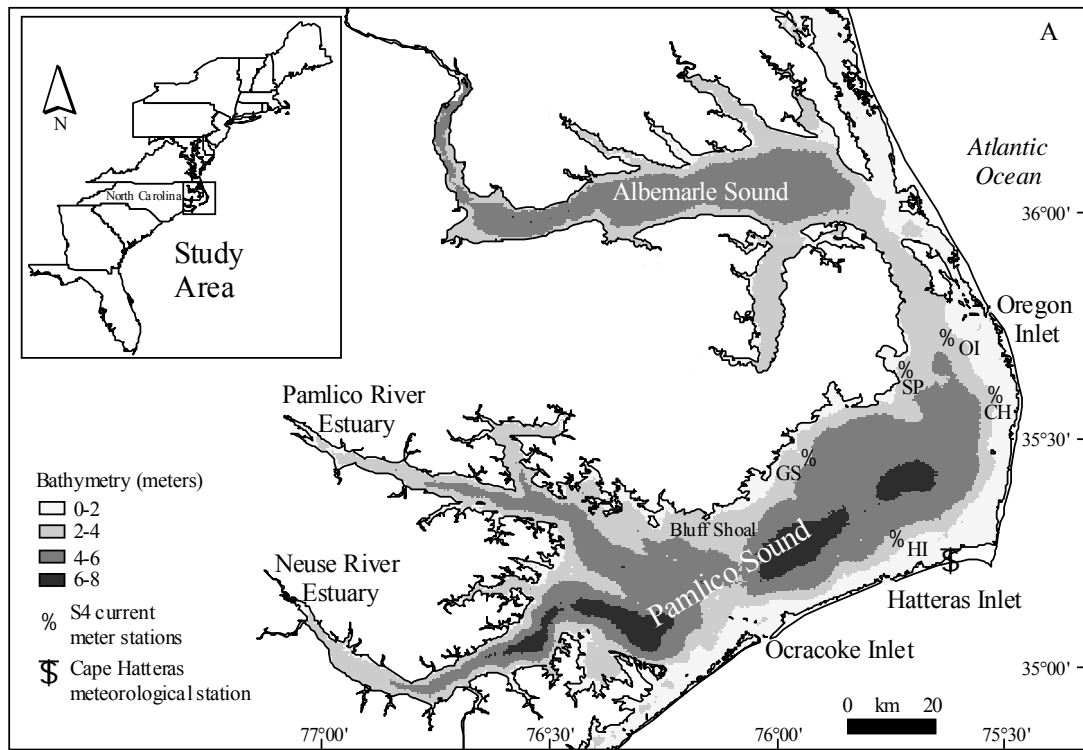 A
N
North Carolina
Study
Area
Atlantic
Ocean
Albemarle Sound
36°00'
Oregon
Inlet
% OI
%
SP
%
CH
Pamlico River
Estuary
35°30'
%
GS
Bathymetry (meters)
0-2
2-4
4-6
6-8
% S4 current
meter stations
$ Cape Hatteras
meteorological station
Bluff Shoal
% HI
$
Pamlico Sound
Neuse River
Estuary
Hatteras Inlet
Ocracoke Inlet
35°00'
0 km 20
77°00' 76°30' 76°00' 75°30'